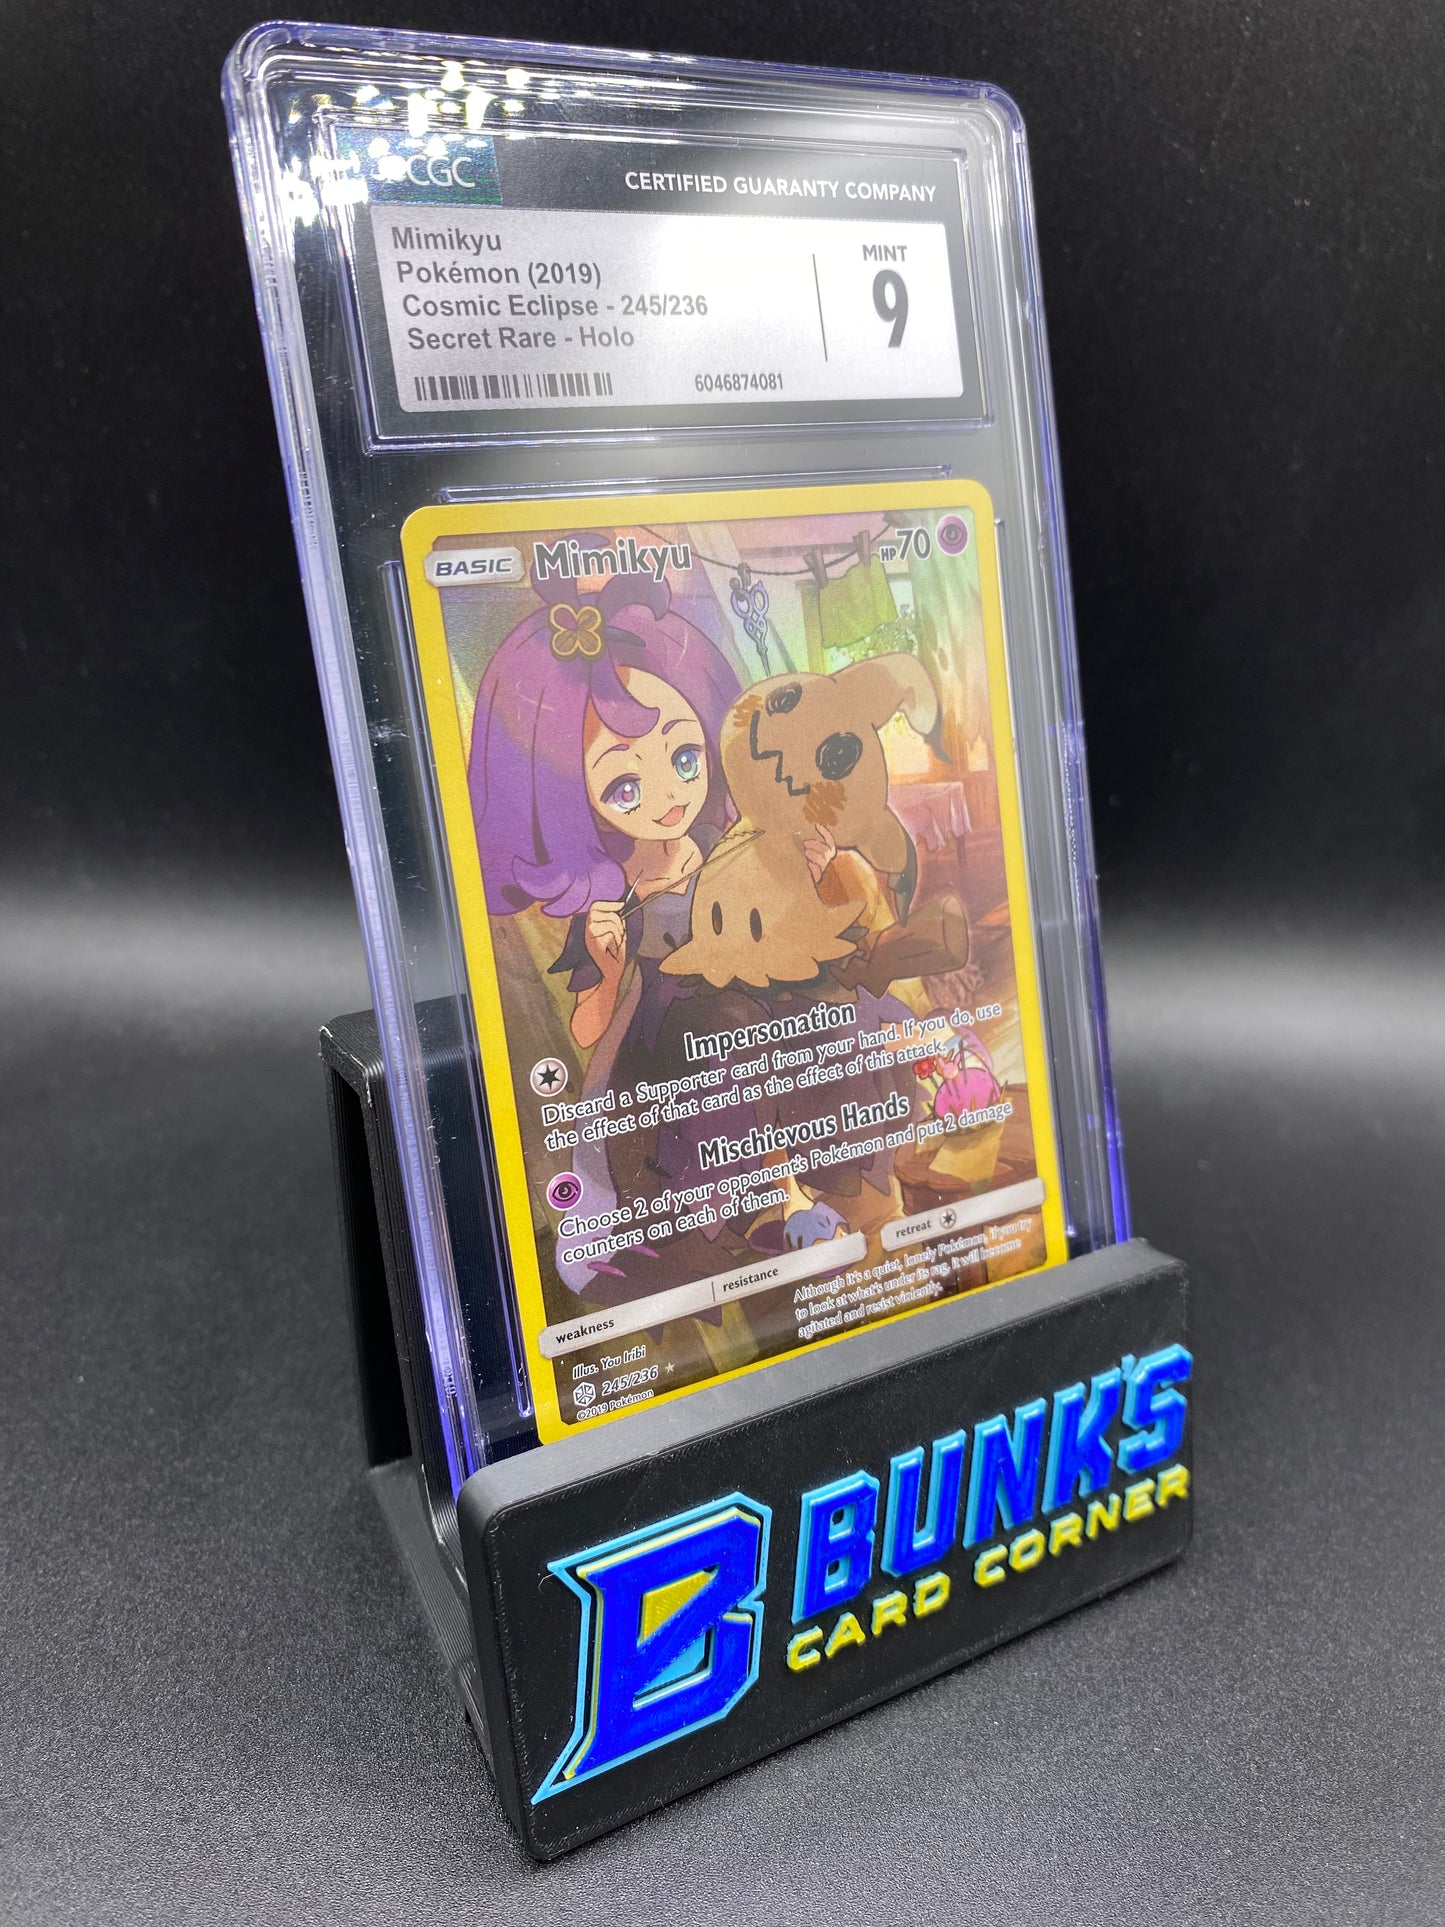 CGC
CERTIFIED GUARANTY COMPANY
Mimikyu
Pokémon (2019)
Cosmic Eclipse - 245/236
Secret Rare - Holo
6046874081
MINT
9
BASIC
Mimikyu
HP70
Impersonation
Discard a Supporter card from your hand. If you do, use
the effect of that card as the effect of this attack.
Mischievous Hands
Choose 2 of your opponent's Pokémon and put 2 damage
counters on each of them.
weakness
resistance
retreat
Although it's a quiet, lonely Pokémon, if you try
to look at what's under its rag, it will become
agitated and resist violently.
Illus. You Iribi
245/236
©2019 Pokémon
B
BUNK'S
CARD CORNER